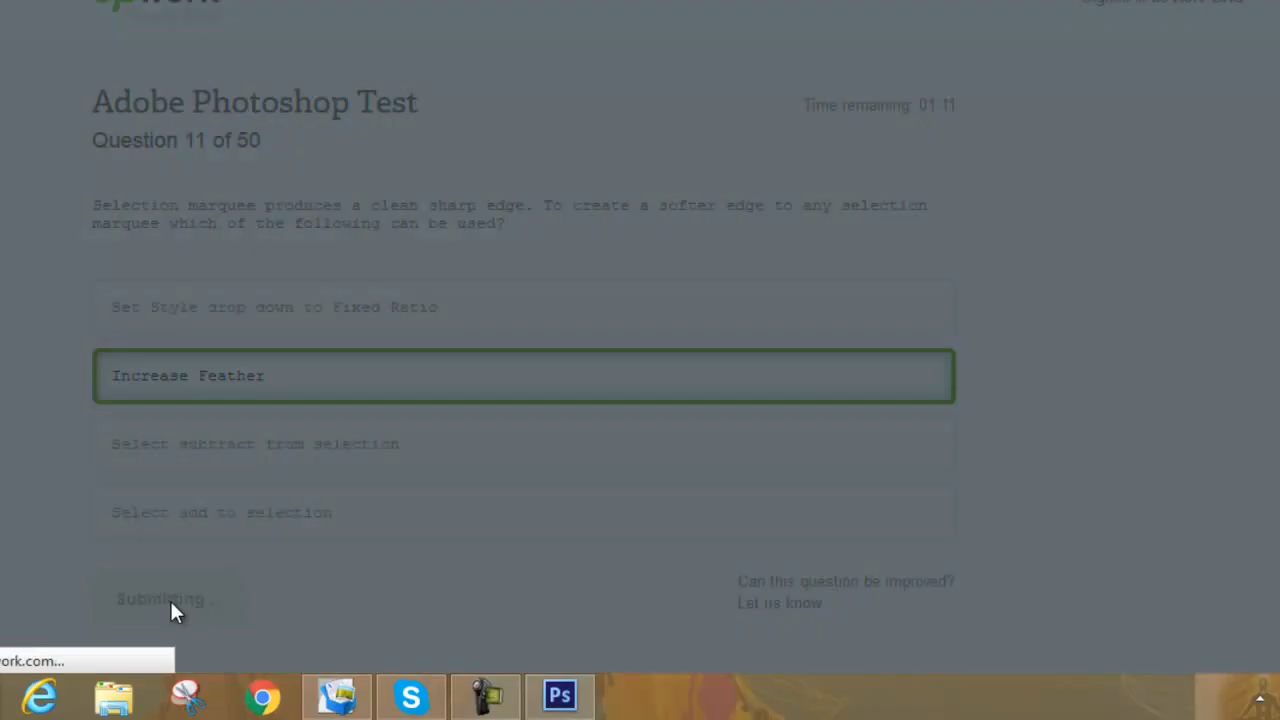 Adobe Photoshop Test
Time remaining: 01 11
Question 11 of 50
Selection marquee produces a clean sharp edge. To create a softer edge to any selection
marquee which of the following can be used?
Set Style drop down to Fixed Ratio
Increase Feather
Select subtract from selection
Select add to selection
Submitting...
Can this question be improved?
Let us know
ork.com...
Ps